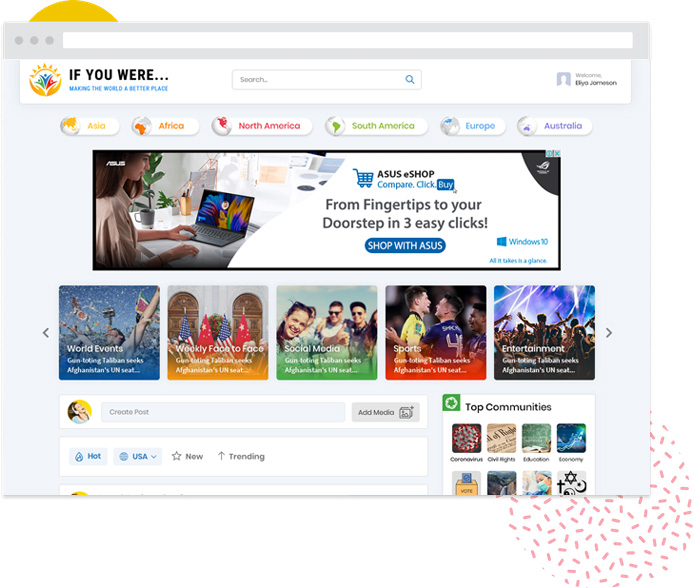 IF YOU WERE...
MAKING THE WORLD A BETTER PLACE
Search..
Welcome,
Eliya Jameson
Asia
Africa
North America
South America
Europe
Australia
ASUS
ASUS eSHOP
Compare. Click. Buy
From Fingertips to your
Doorstep in 3 easy clicks!
SHOP WITH ASUS
Windows 10
All it takes is a glance.
World Events
Gun-toting Taliban seeks
Afghanistan's UN seat...
Weekly Face to Face
Gun-toting Taliban seeks
Afghanistan's UN seat...
Social Media
Gun-toting Taliban seeks
Afghanistan's UN seat...
Sports
Gun-toting Taliban seeks
Afghanistan's UN seat...
Entertainment
Gun-toting Taliban seeks
Afghanistan's UN seat...
Create Post
Add Media
Hot
USA
New
Trending
Top Communities
Coronavirus
Civil Rights
Education
Economy
VOTE